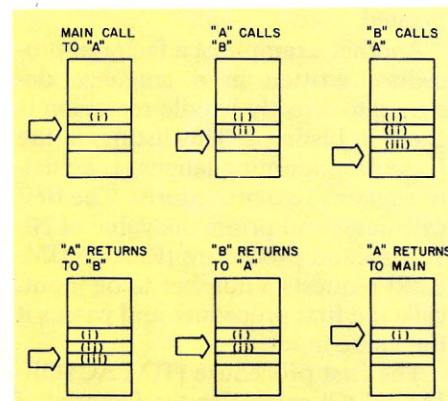 MAIN CALL
TO "A"
"A" CALLS
"B"
"B" CALLS
"A"
(i)
(i)
(ii)
(i)
(ii)
(iii)
"A" RETURNS
TO "B"
"B" RETURNS
TO "A"
"A" RETURNS
TO MAIN
(i)
(ii)
(iii)
(i)
(ii)
(i)